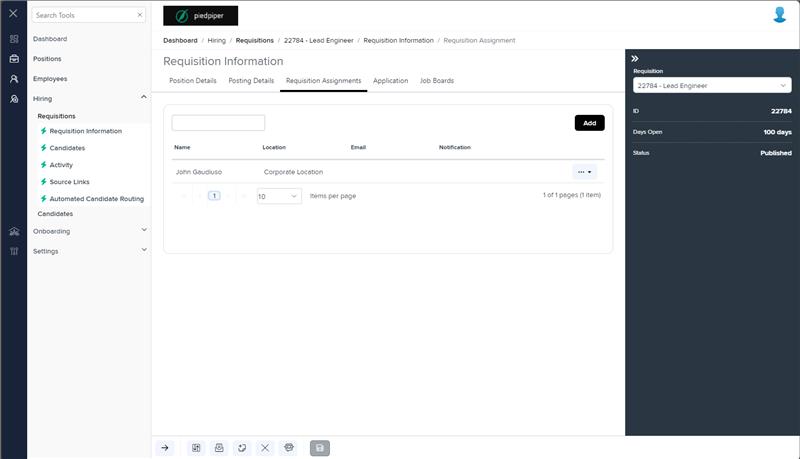 Search Tools
piedpiper
Dashboard
Positions
Employees
Hiring
Requisitions
Requisition Information
Candidates
Activity
Source Links
Automated Candidate Routing
Candidates
Onboarding
Settings
Dashboard / Hiring / Requisitions / 22784 - Lead Engineer / Requisition Information / Requisition Assignment
Requisition Information
Position Details Posting Details Requisition Assignments Application Job Boards
Add
Name Location Email Notification
John Gaudiuso Corporate Location
1 10 Items per page 1 of 1 pages (1 item)
Requisition
22784 - Lead Engineer
ID 22784
Days Open 100 days
Status Published